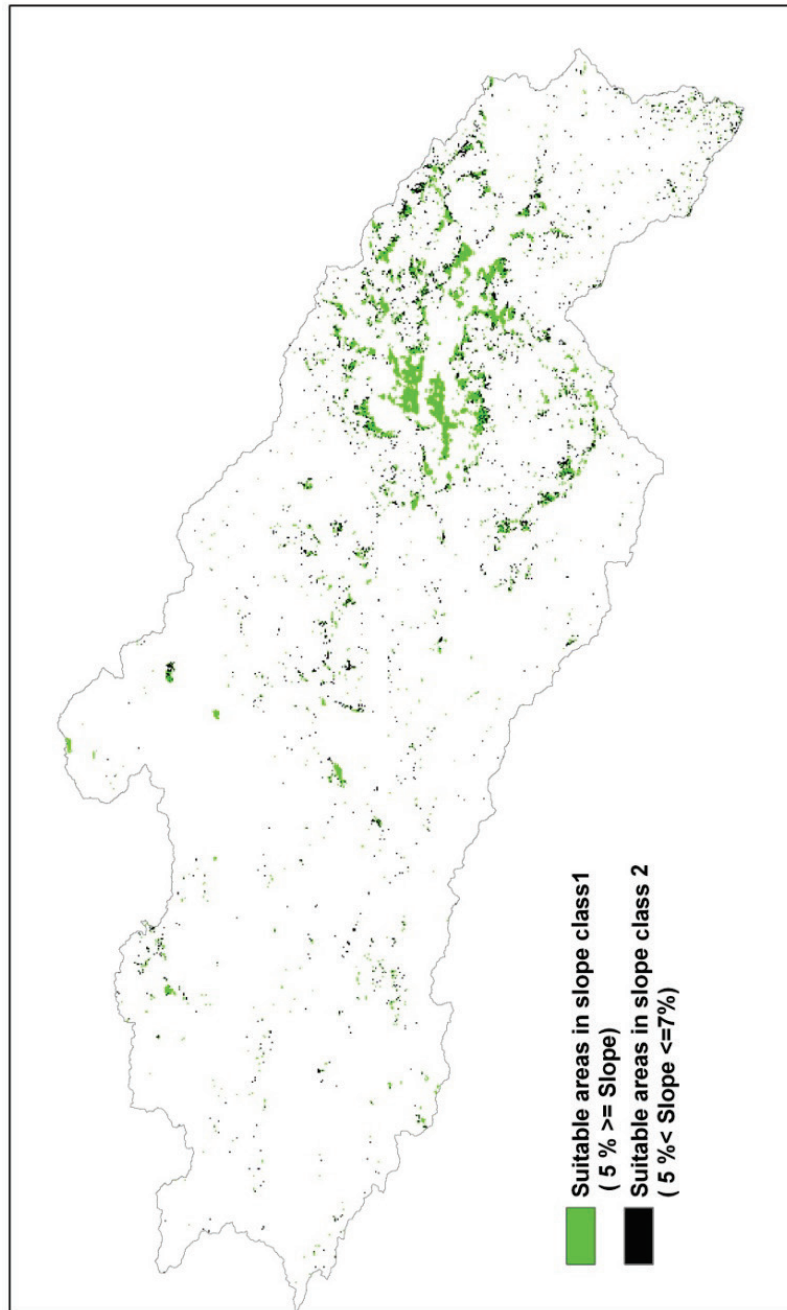 Suitable areas in slope class1
( 5 % >= Slope)
Suitable areas in slope class 2
( 5 %< Slope <=7%)